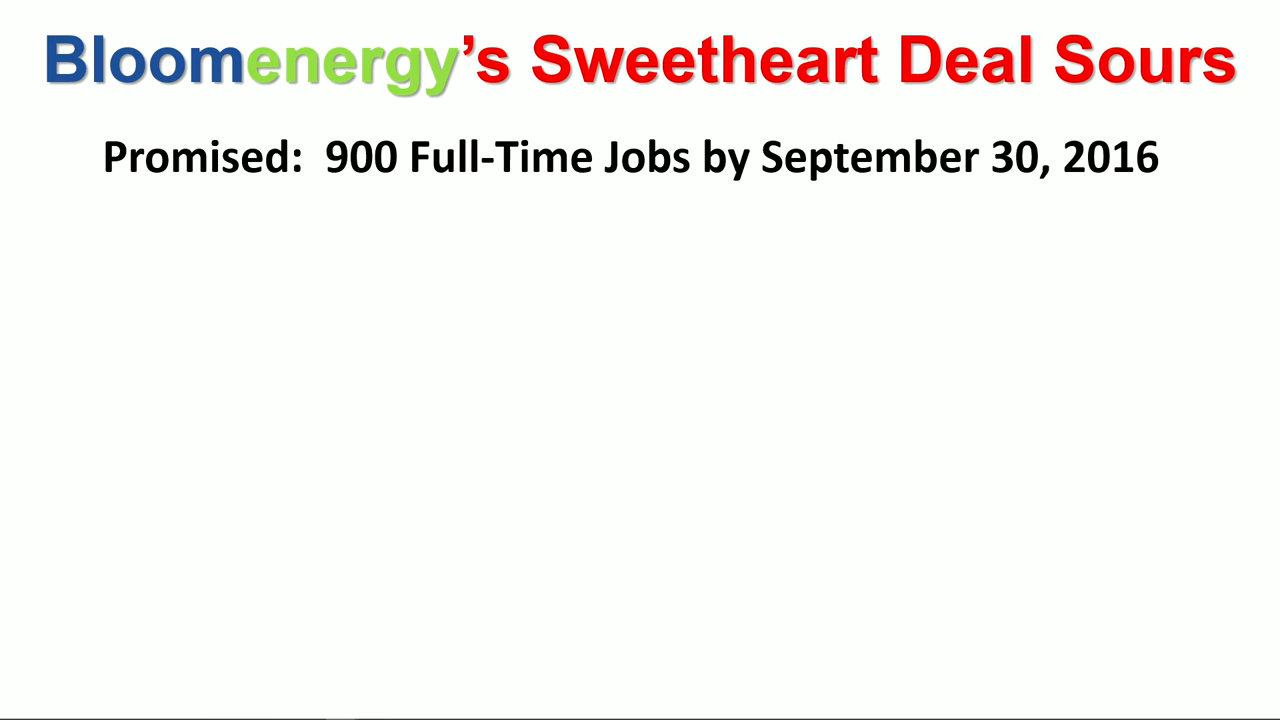 Bloomenergy’s Sweetheart Deal Sours
Promised:  900 Full-Time Jobs by September 30, 2016